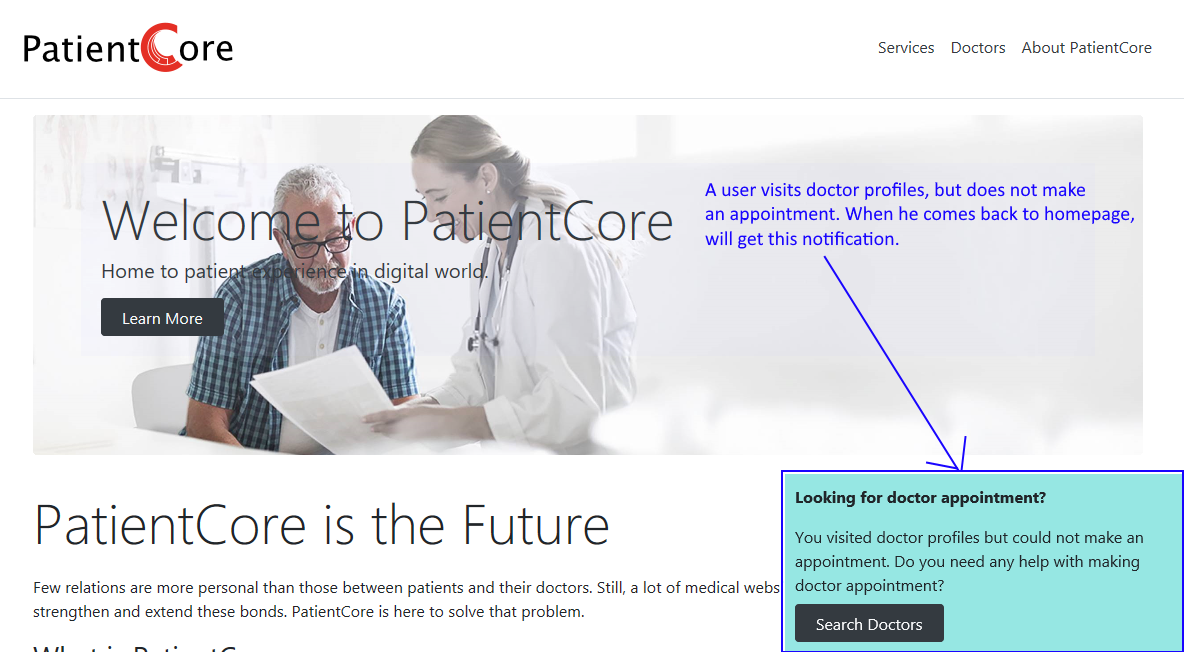 PatientCore
Services Doctors About PatientCore
Welcome to PatientCore
Home to patient experience in digital world.
Learn More
A user visits doctor profiles, but does not make
an appointment. When he comes back to homepage,
will get this notification.
PatientCore is the Future
Few relations are more personal than those between patients and their doctors. Still, a lot of medical webs
strengthen and extend these bonds. PatientCore is here to solve that problem.
Looking for doctor appointment?
You visited doctor profiles but could not make an
appointment. Do you need any help with making
doctor appointment?
Search Doctors